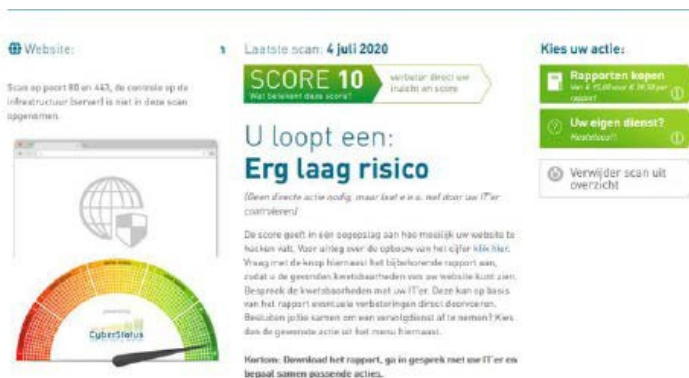 Website:
Scan op poort 80 en 443, de controle op de
infrastructuur (server) is niet in deze scan
opgenomen.
powered by
CyberStatus
Laatste scan: 4 juli 2020
SCORE 10
Wat betekent deze score?
verbeter direct uw
inzicht en score
U loopt een:
Erg laag risico
(Geen directe actie nodig, maar laat e.e.a. wel door uw IT'er
controleren)
De score geeft in één oogopslag aan hoe moeilijk uw website te
hacken valt. Voor uitleg over de opbouw van het cijfer klik hier.
Vraag met de knop hiernaast het bijbehorende rapport aan,
zodat u de gevonden kwetsbaarheden van uw website kunt zien.
Bespreek de kwetsbaarheden met uw IT'er. Deze kan op basis
van het rapport eventuele verbeteringen direct doorvoeren.
Besluiten jullie samen om een vervolgdienst af te nemen? Kies
dan de gewenste actie uit het menu hiernaast.
Kortom: Download het rapport, ga in gesprek met uw IT'er en
bepaal samen passende acties.
Kies uw actie:
Rapporten kopen
rapport
Uw eigen dienst?
Verwijder scan uit
overzicht